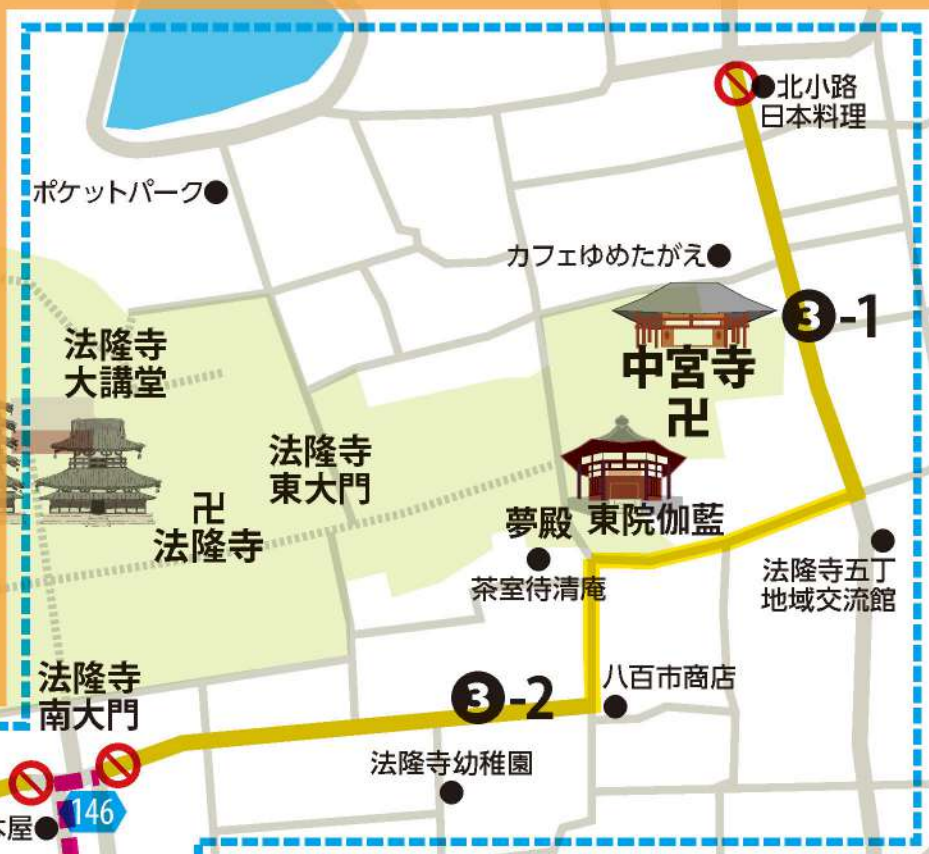 北小路
日本料理
ポケットパーク
カフェゆめたがえ
❸-1
法隆寺
大講堂
中宮寺
卍
法隆寺
東大門
卍
法隆寺
夢殿
東院伽藍
茶室待清庵
法隆寺五丁
地域交流館
法隆寺
南大門
❸-2
八百市商店
法隆寺幼稚園
146
本屋